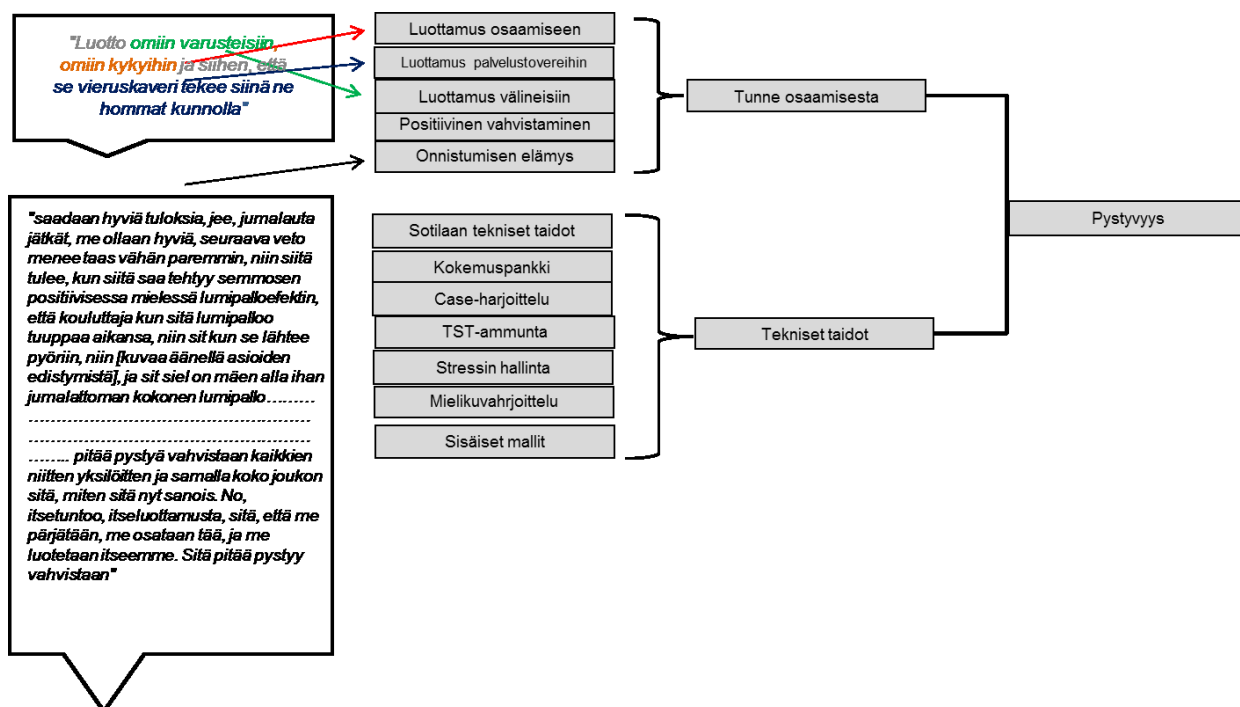 "Luotto omiin varusteisiin,
omiin kykyihin ja siihen, että
se vieruskaveri tekee siinä ne
hommat kunnolla"
Luottamus osaamiseen
Luottamus palvelustovereihin
Luottamus välineisiin
Positiivinen vahvistaminen
Onnistumisen elämys
Tunne osaamisesta
"saadaan hyviä tuloksia, jee, jumalauta
jätkät, me ollaan hyviä, seuraava veto
menee taas vähän paremmin, niin siitä
tulee, kun siitä saa tehtyy semmosen
positiivisessa mielessä lumipalloefektin,
että kouluttaja kun sitä lumipalloo
tuuppaa aikansa, niin sit kun se lähtee
pyöriin, niin [kuvaa äänellä asioiden
edistymistä], ja sit siel on mäen alla ihan
jumalattoman kokonen lumipallo………
……………………………………………
……………………………………………
…….. pitää pystyä vahvistaan kaikkien
niitten yksilöitten ja samalla koko joukon
sitä, miten sitä nyt sanois. No,
itsetuntoo, itseluottamusta, sitä, että me
pärjätään, me osataan tää, ja me
luotetaan itseemme. Sitä pitää pystyy
vahvistaan"
Sotilaan tekniset taidot
Kokemuspankki
Case-harjoittelu
TST-ammunta
Stressin hallinta
Mielikuvahrjoittelu
Sisäiset mallit
Tekniset taidot
Pystyvyys